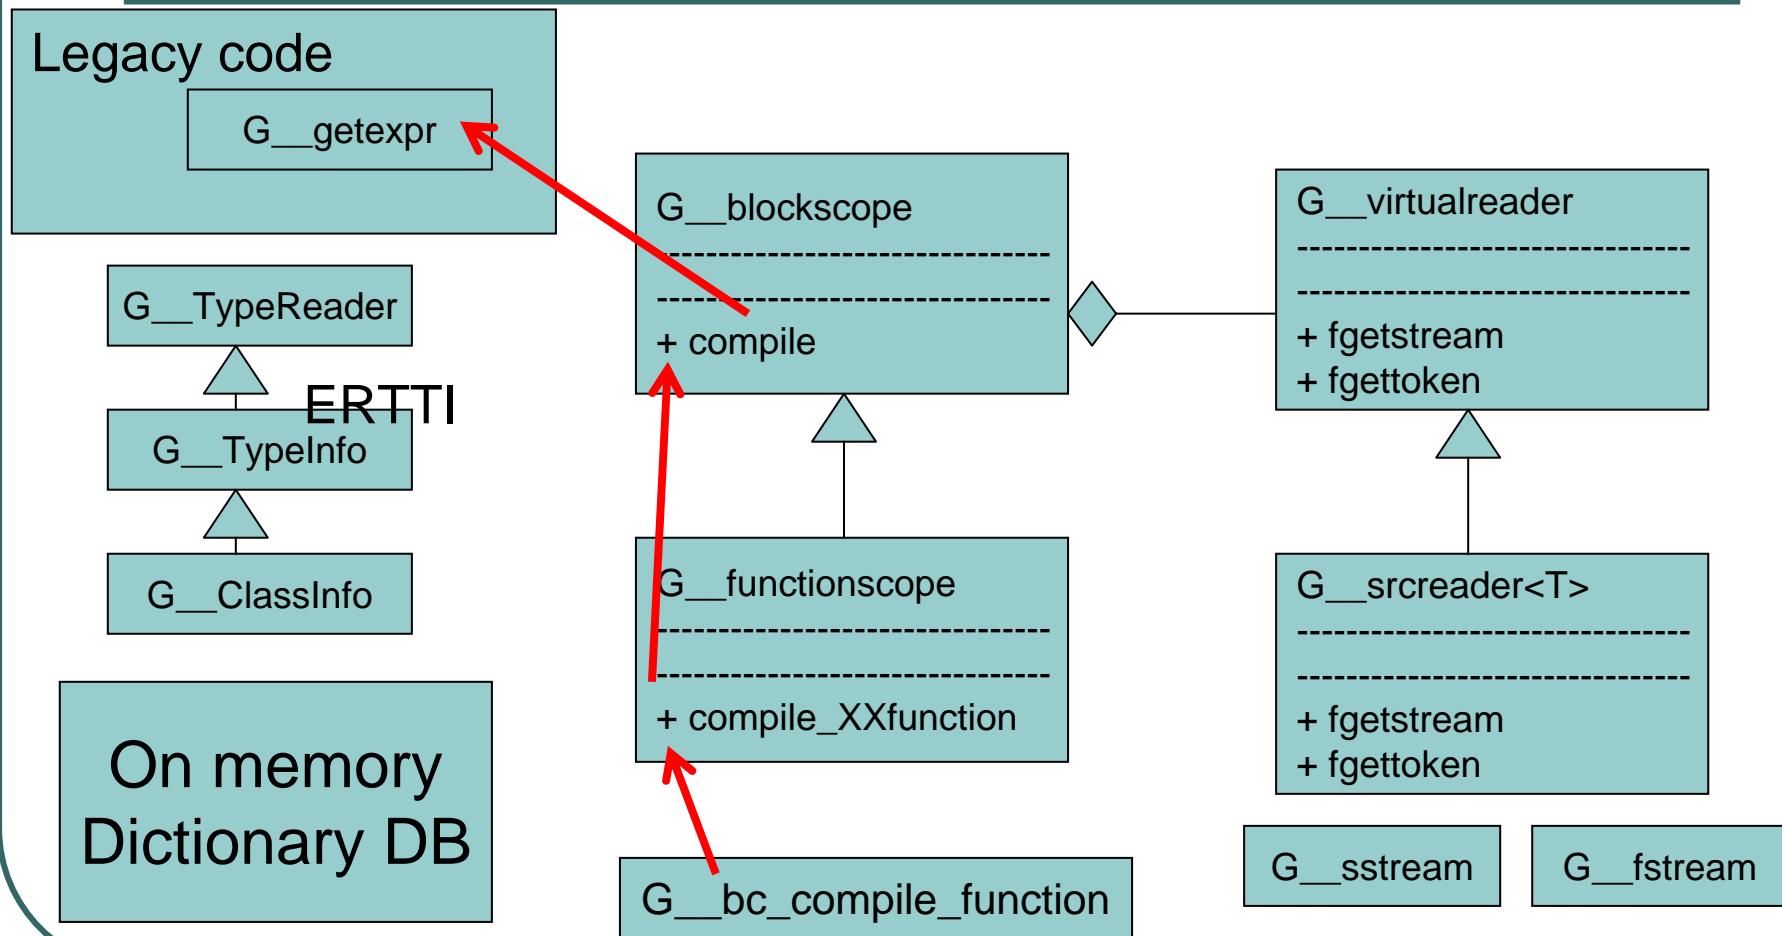 Legacy code
G__getexpr
G__TypeReader
ERTTI
G__TypeInfo
G__ClassInfo
On memory
Dictionary DB
G__blockscope
----------------------------
----------------------------
+ compile
G__functionscope
----------------------------
----------------------------
+ compile_XXfunction
G__bc_compile_function
G__virtualreader
----------------------------
----------------------------
+ fgetstream
+ fgettoken
G__srcreader<T>
----------------------------
----------------------------
+ fgetstream
+ fgettoken
G__sstream
G__fstream